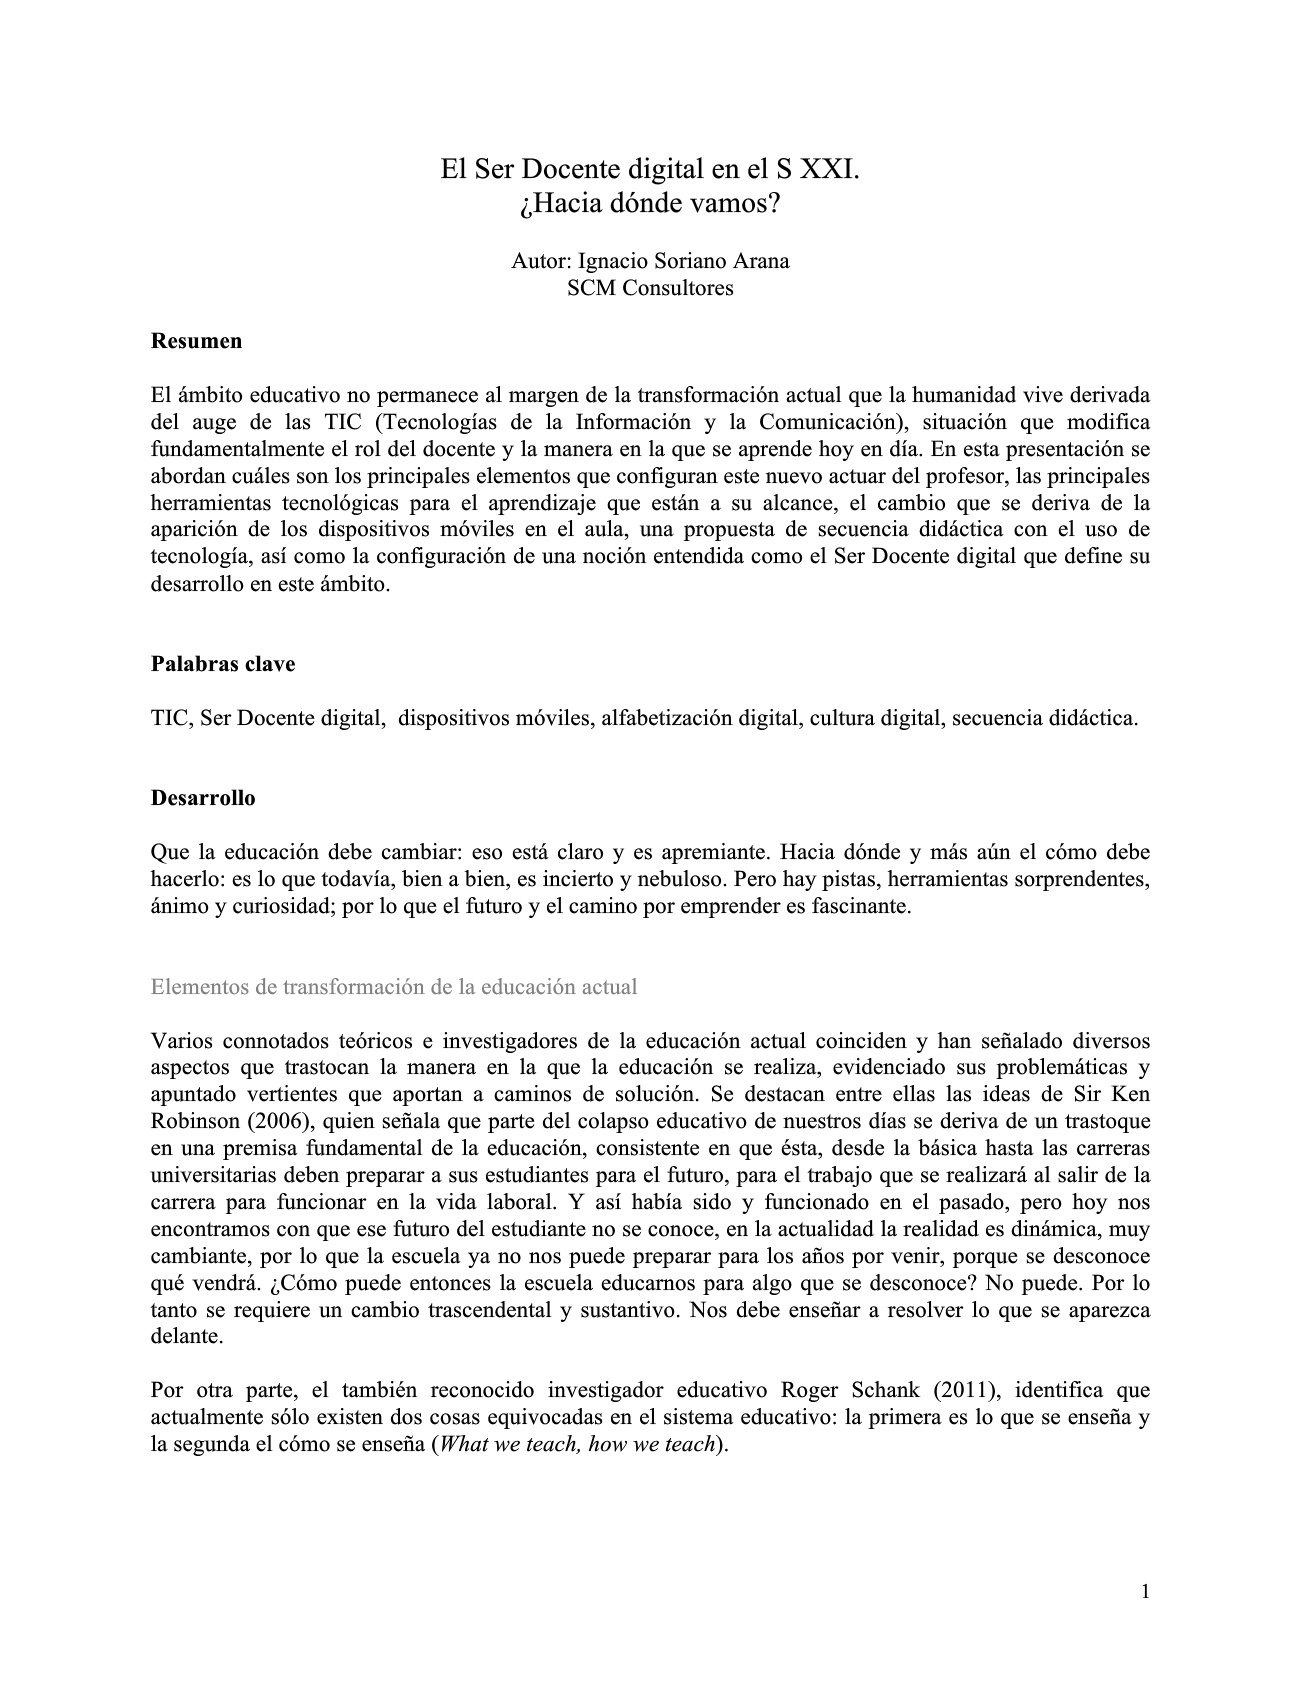 El Ser Docente digital en el S XXI.
¿Hacia dónde vamos?
Autor: Ignacio Soriano Arana
SCM Consultores
Resumen
El ámbito educativo no permanece al margen de la transformación actual que la humanidad vive derivada
del auge de las TIC (Tecnologías de la Información y la Comunicación), situación que modifica
fundamentalmente el rol del docente y la manera en la que se aprende hoy en día. En esta presentación se
abordan cuáles son los principales elementos que configuran este nuevo actuar del profesor, las principales
herramientas tecnológicas para el aprendizaje que están a su alcance, el cambio que se deriva de la
aparición de los dispositivos móviles en el aula, una propuesta de secuencia didáctica con el uso de
tecnología, así como la configuración de una noción entendida como el Ser Docente digital que define su
desarrollo en este ámbito.
Palabras clave
TIC, Ser Docente digital,  dispositivos móviles, alfabetización digital, cultura digital, secuencia didáctica.
Desarrollo
Que la educación debe cambiar: eso está claro y es apremiante. Hacia dónde y más aún el cómo debe
hacerlo: es lo que todavía, bien a bien, es incierto y nebuloso. Pero hay pistas, herramientas sorprendentes,
ánimo y curiosidad; por lo que el futuro y el camino por emprender es fascinante.
Elementos de transformación de la educación actual
Varios connotados teóricos e investigadores de la educación actual coinciden y han señalado diversos
aspectos que trastocan la manera en la que la educación se realiza, evidenciado sus problemáticas y
apuntado vertientes que aportan a caminos de solución. Se destacan entre ellas las ideas de Sir Ken
Robinson (2006), quien señala que parte del colapso educativo de nuestros días se deriva de un trastoque
en una premisa fundamental de la educación, consistente en que ésta, desde la básica hasta las carreras
universitarias deben preparar a sus estudiantes para el futuro, para el trabajo que se realizará al salir de la
carrera para funcionar en la vida laboral. Y así había sido y funcionado en el pasado, pero hoy nos
encontramos con que ese futuro del estudiante no se conoce, en la actualidad la realidad es dinámica, muy
cambiante, por lo que la escuela ya no nos puede preparar para los años por venir, porque se desconoce
qué vendrá. ¿Cómo puede entonces la escuela educarnos para algo que se desconoce? No puede. Por lo
tanto se requiere un cambio trascendental y sustantivo. Nos debe enseñar a resolver lo que se aparezca
delante.
Por otra parte, el también reconocido investigador educativo Roger Schank (2011), identifica que
actualmente sólo existen dos cosas equivocadas en el sistema educativo: la primera es lo que se enseña y
la segunda el cómo se enseña (What we teach, how we teach).
1